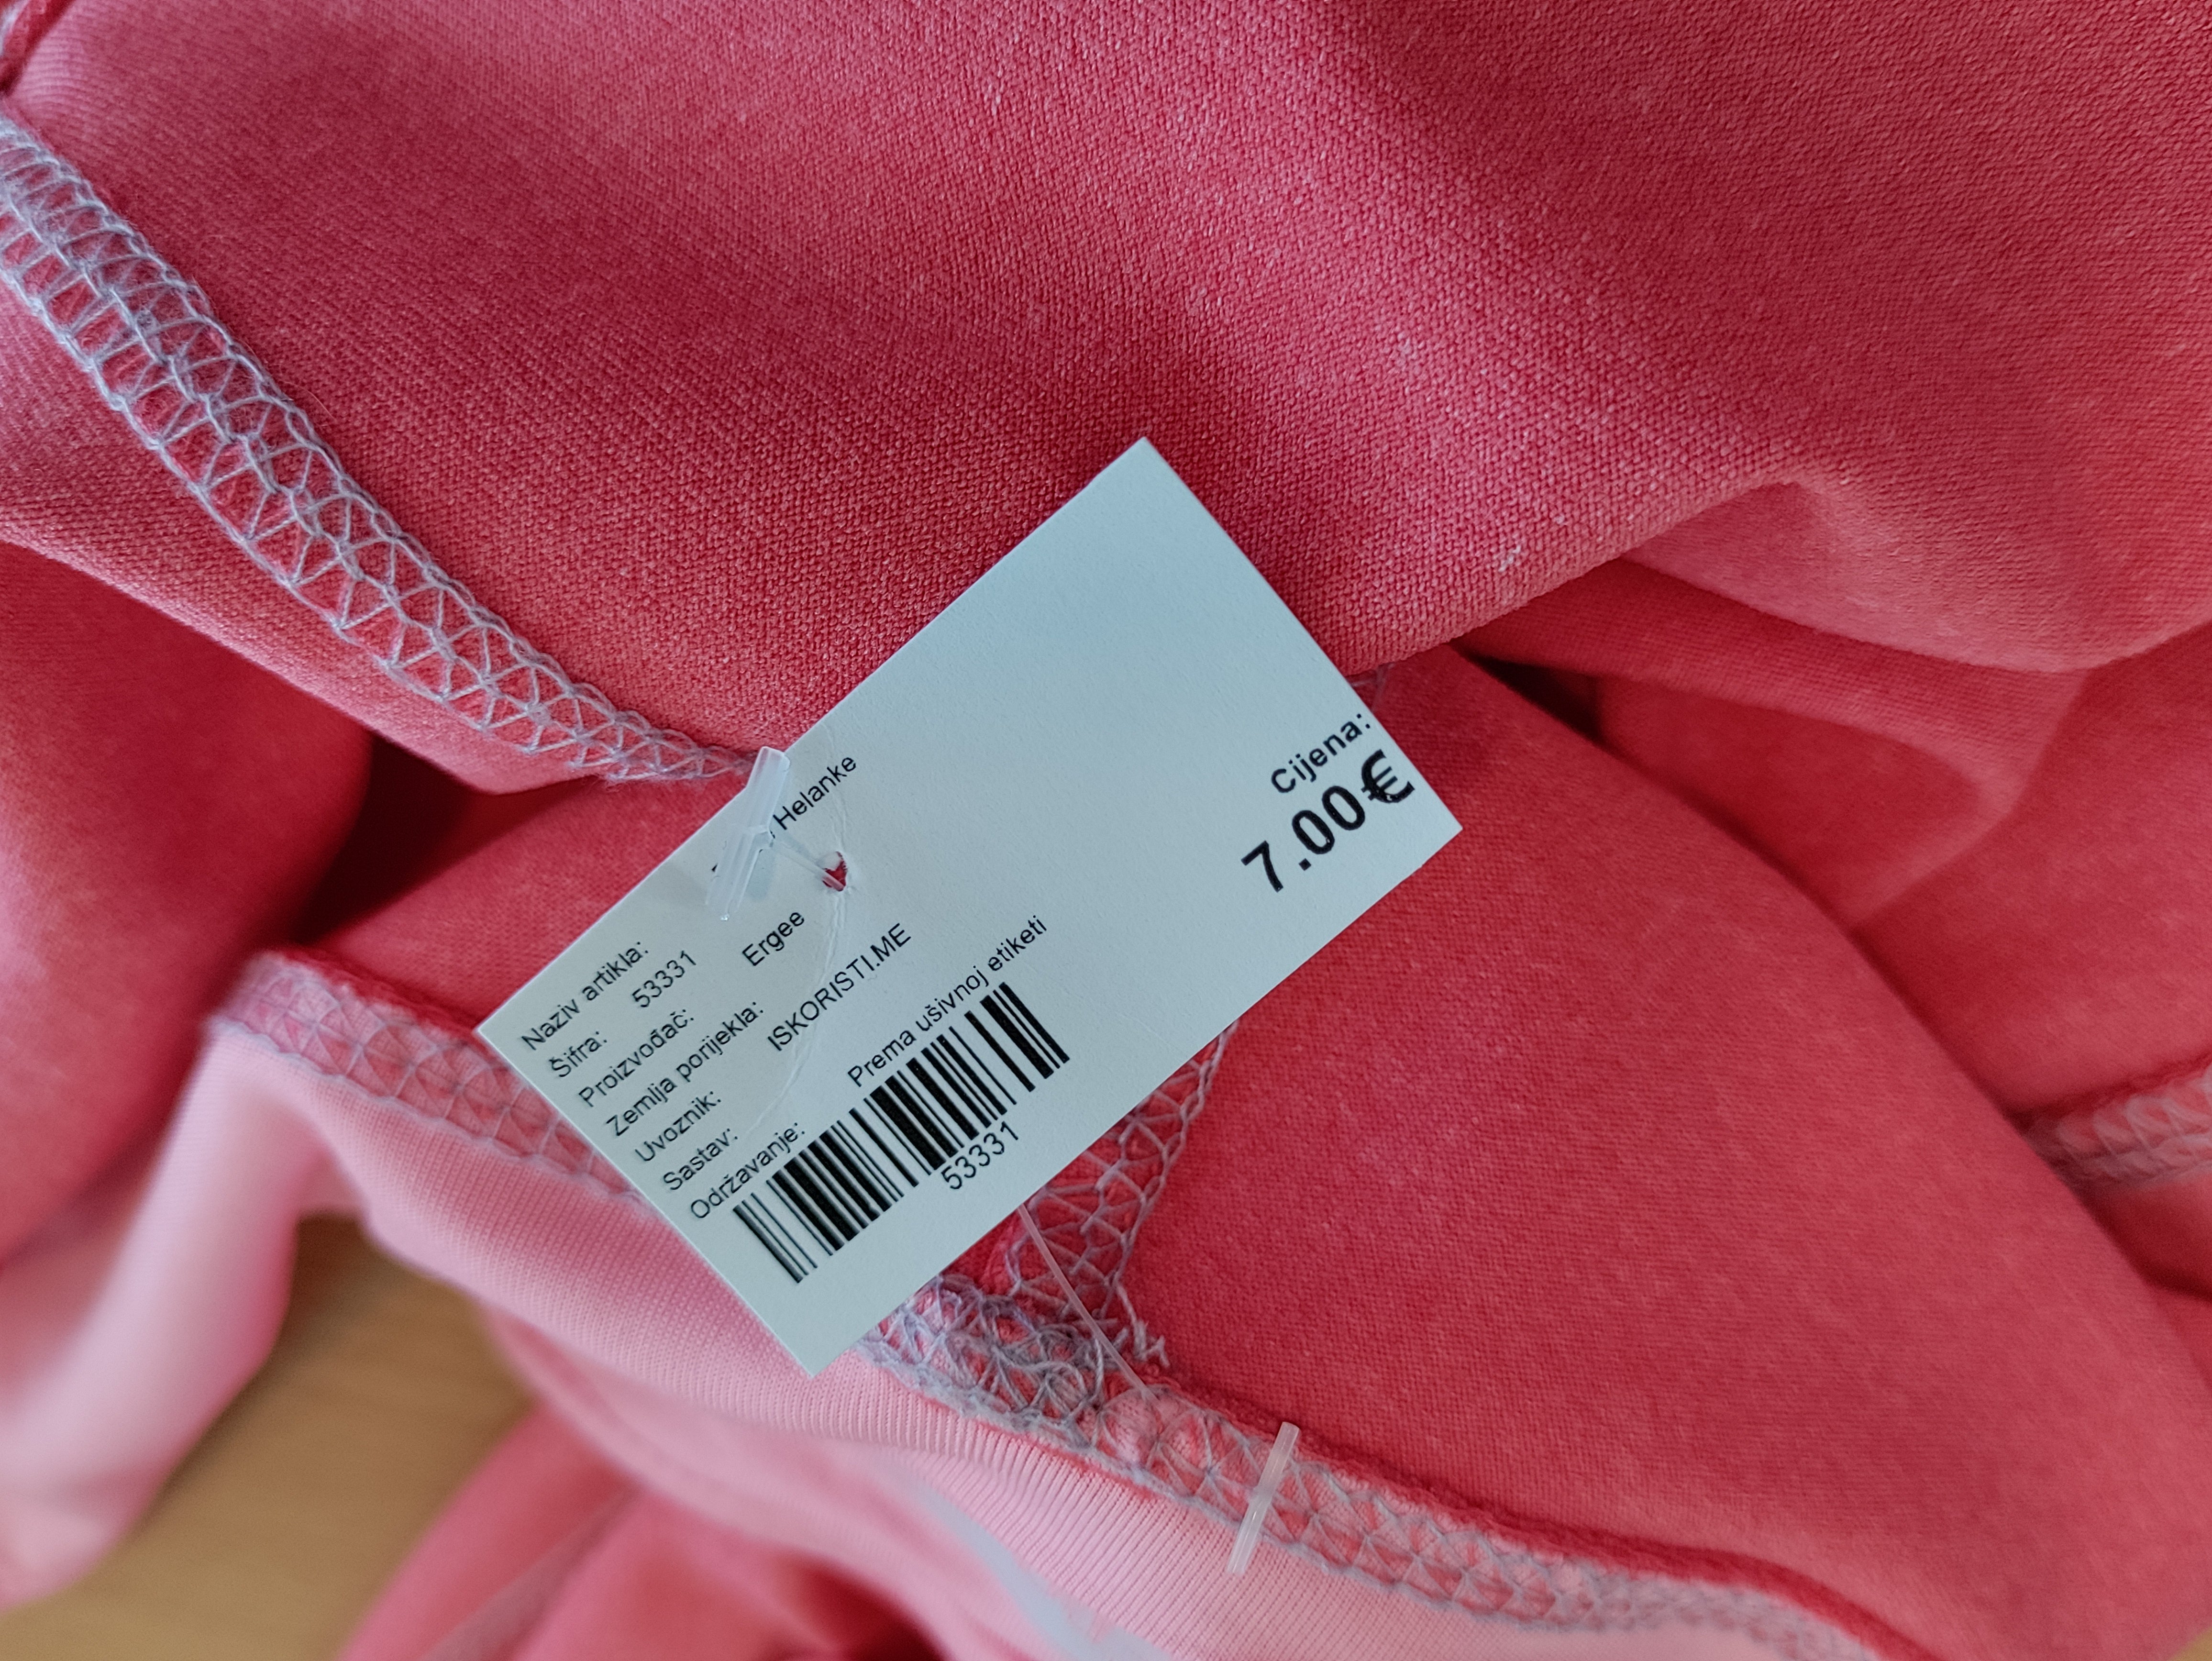 Naziv artikla: Helanke
Šifra: 53331
Proizvođač: Ergee
Zemlja porijekla:
Uvoznik: ISKORISTI.ME
Sastav:
Održavanje: Prema ušivnoj etiketi
53331
Cijena:
7.00€